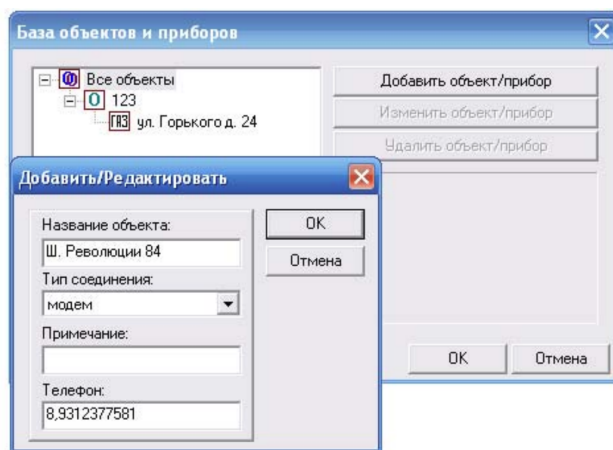 База объектов и приборов
Все объекты
О 123
ГАЗ ул. Горького д. 24
Добавить объект/прибор
Изменить объект/прибор
Удалить объект/прибор
Добавить/Редактировать
Название объекта:
Ш. Революции 84
Тип соединения:
модем
Примечание:
Телефон:
8,9312377581
OK
Отмена
OK
Отмена